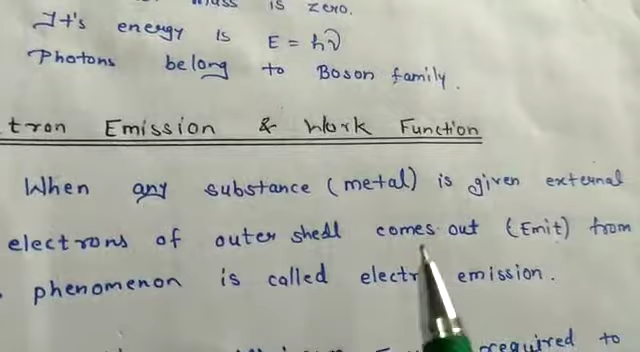 mass is zero.
It's energy is E = hν
Photons belong to Boson family.
tron Emission & Work Function
When any substance (metal) is given external
electrons of outer shell comes out (Emit) from
phenomenon is called electr emission.
required to